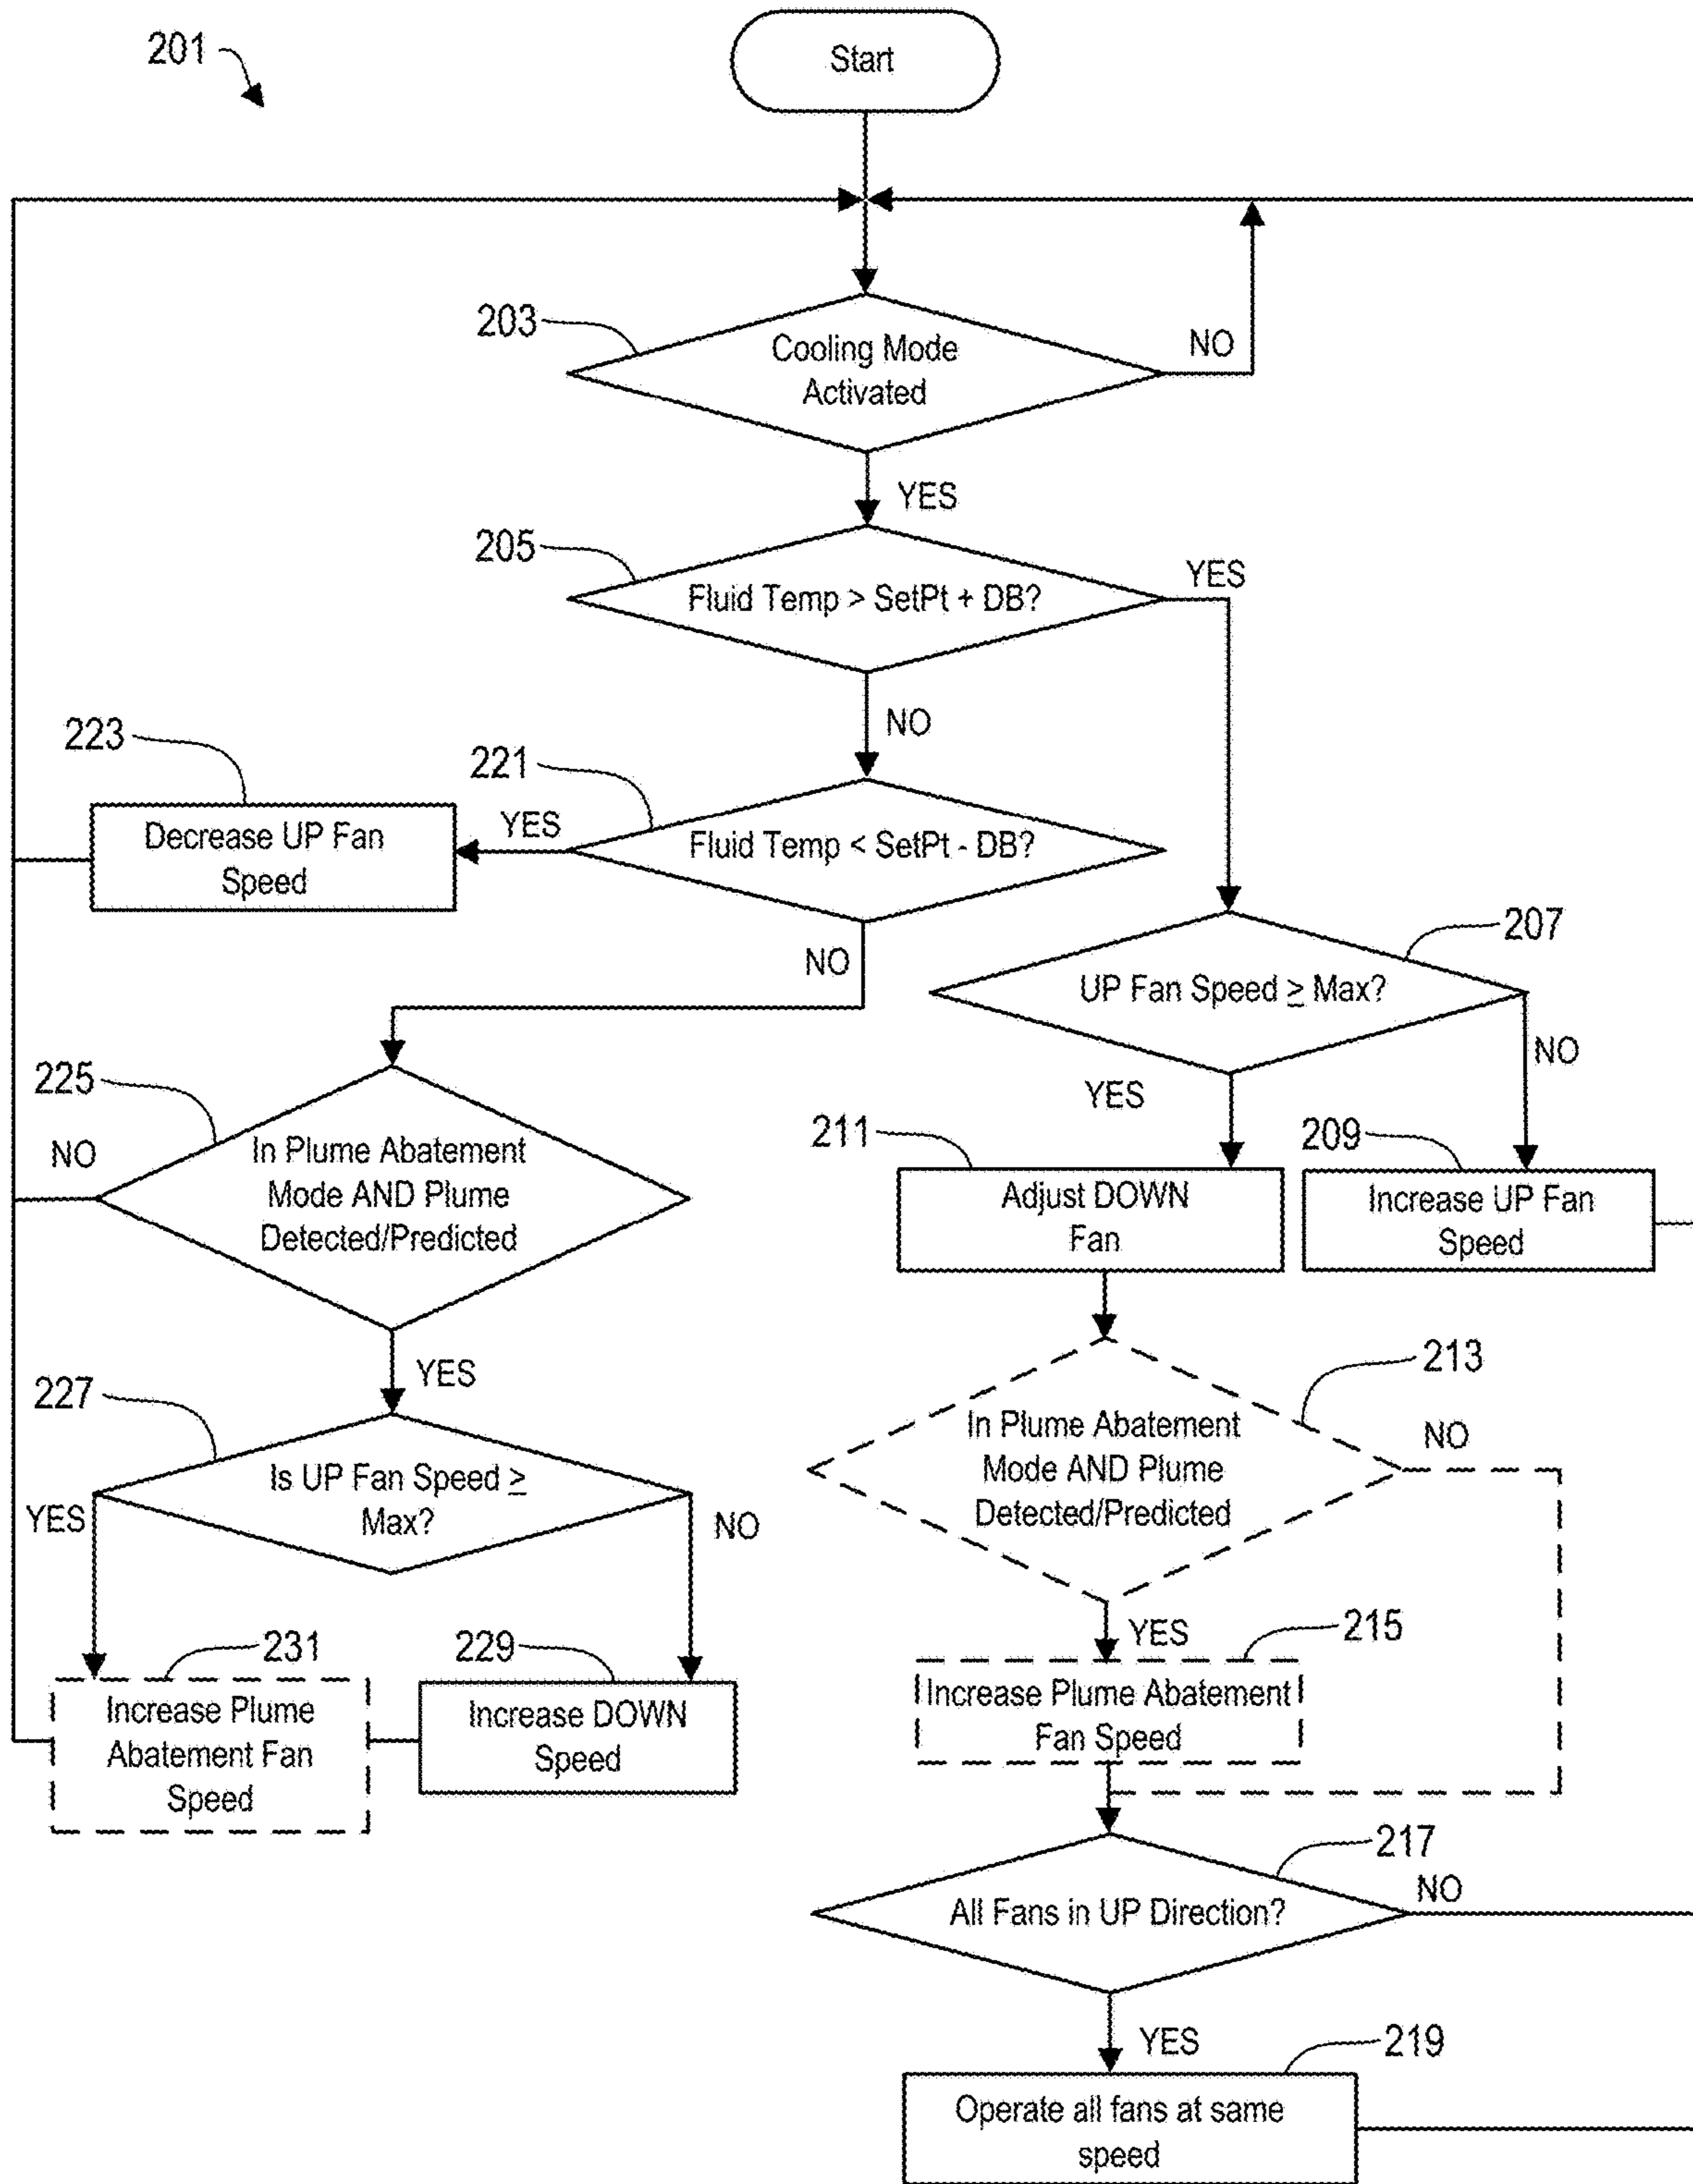 201
Start
203
Cooling Mode
Activated
NO
YES
205
Fluid Temp > SetPt + DB?
YES
NO
223
Decrease UP Fan
Speed
YES
221
Fluid Temp < SetPt - DB?
NO
207
UP Fan Speed ≥ Max?
YES
NO
225
NO
In Plume Abatement
Mode AND Plume
Detected/Predicted
YES
211
Adjust DOWN
Fan
209
Increase UP Fan
Speed
213
In Plume Abatement
Mode AND Plume
Detected/Predicted
NO
YES
227
Is UP Fan Speed ≥
Max?
YES
NO
231
Increase Plume
Abatement Fan
Speed
229
Increase DOWN
Speed
215
Increase Plume Abatement
Fan Speed
217
All Fans in UP Direction?
NO
YES
219
Operate all fans at same
speed